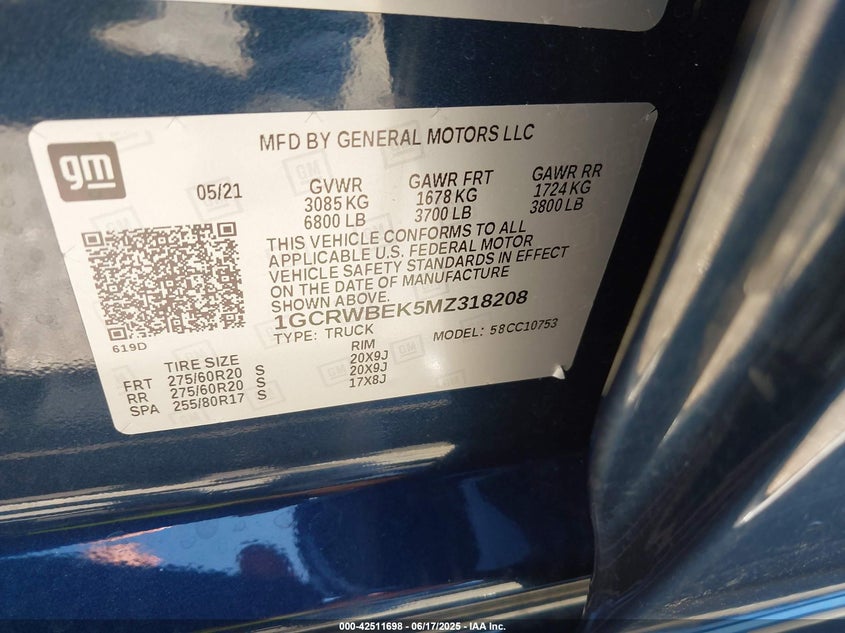 gm
MFD BY GENERAL MOTORS LLC
05/21
GVWR
3085 KG
6800 LB
GAWR FRT
1678 KG
3700 LB
GAWR RR
1724 KG
3800 LB
THIS VEHICLE CONFORMS TO ALL
APPLICABLE U.S. FEDERAL MOTOR
VEHICLE SAFETY STANDARDS IN EFFECT
ON THE DATE OF MANUFACTURE
SHOWN ABOVE.
1GCRWBEK5MZ318208
TYPE: TRUCK
MODEL: 58CC10753
619D
TIRE SIZE
RIM
FRT 275/60R20 S 20X9J
RR 275/60R20 S 20X9J
SPA 255/80R17 S 17X8J
000-42511698 - 06/17/2025 - IAA Inc.